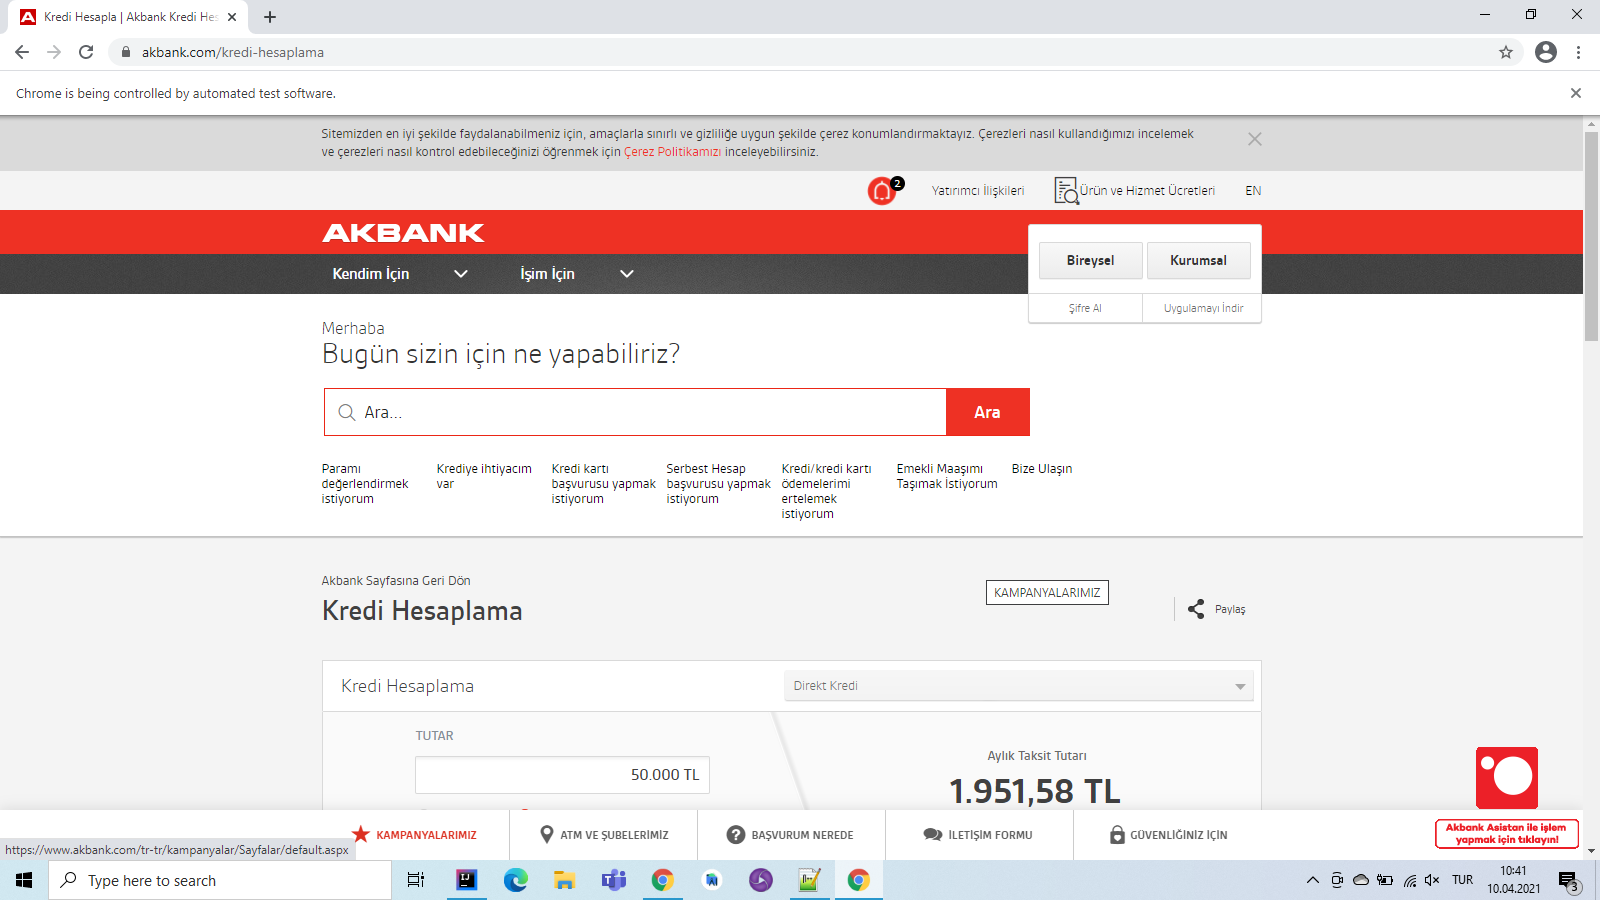 Kredi Hesapla | Akbank Kredi Hes
akbank.com/kredi-hesaplama
Chrome is being controlled by automated test software.
Sitemizden en iyi şekilde faydalanabilmeniz için, amaçlarla sınırlı ve gizliliğe uygun şekilde çerez konumlandırmaktayız. Çerezleri nasıl kullandığımızı incelemek
ve çerezleri nasıl kontrol edebileceğinizi öğrenmek için Çerez Politikamızı inceleyebilirsiniz.
2 Yatırımcı İlişkileri Ürün ve Hizmet Ücretleri EN
AKBANK
Kendim İçin İşim İçin
Bireysel Kurumsal
Şifre Al Uygulamayı İndir
Merhaba
Bugün sizin için ne yapabiliriz?
Ara... Ara
Paramı
değerlendirmek
istiyorum
Krediye ihtiyacım
var
Kredi kartı
başvurusu yapmak
istiyorum
Serbest Hesap
başvurusu yapmak
istiyorum
Kredi/kredi kartı
ödemelerimi
ertelemek
istiyorum
Emekli Maaşımı
Taşımak İstiyorum
Bize Ulaşın
Akbank Sayfasına Geri Dön
Kredi Hesaplama
KAMPANYALARIMIZ
Paylaş
Kredi Hesaplama
Direkt Kredi
TUTAR
50.000 TL
Aylık Taksit Tutarı
1.951,58 TL
KAMPANYALARIMIZ ATM VE ŞUBELERİMİZ BAŞVURUM NEREDE İLETİŞİM FORMU GÜVENLİĞİNİZ İÇİN
Akbank Asistan ile işlem
yapmak için tıklayın!
https://www.akbank.com/tr-tr/kampanyalar/Sayfalar/default.aspx
Type here to search
TUR
10:41
10.04.2021
3